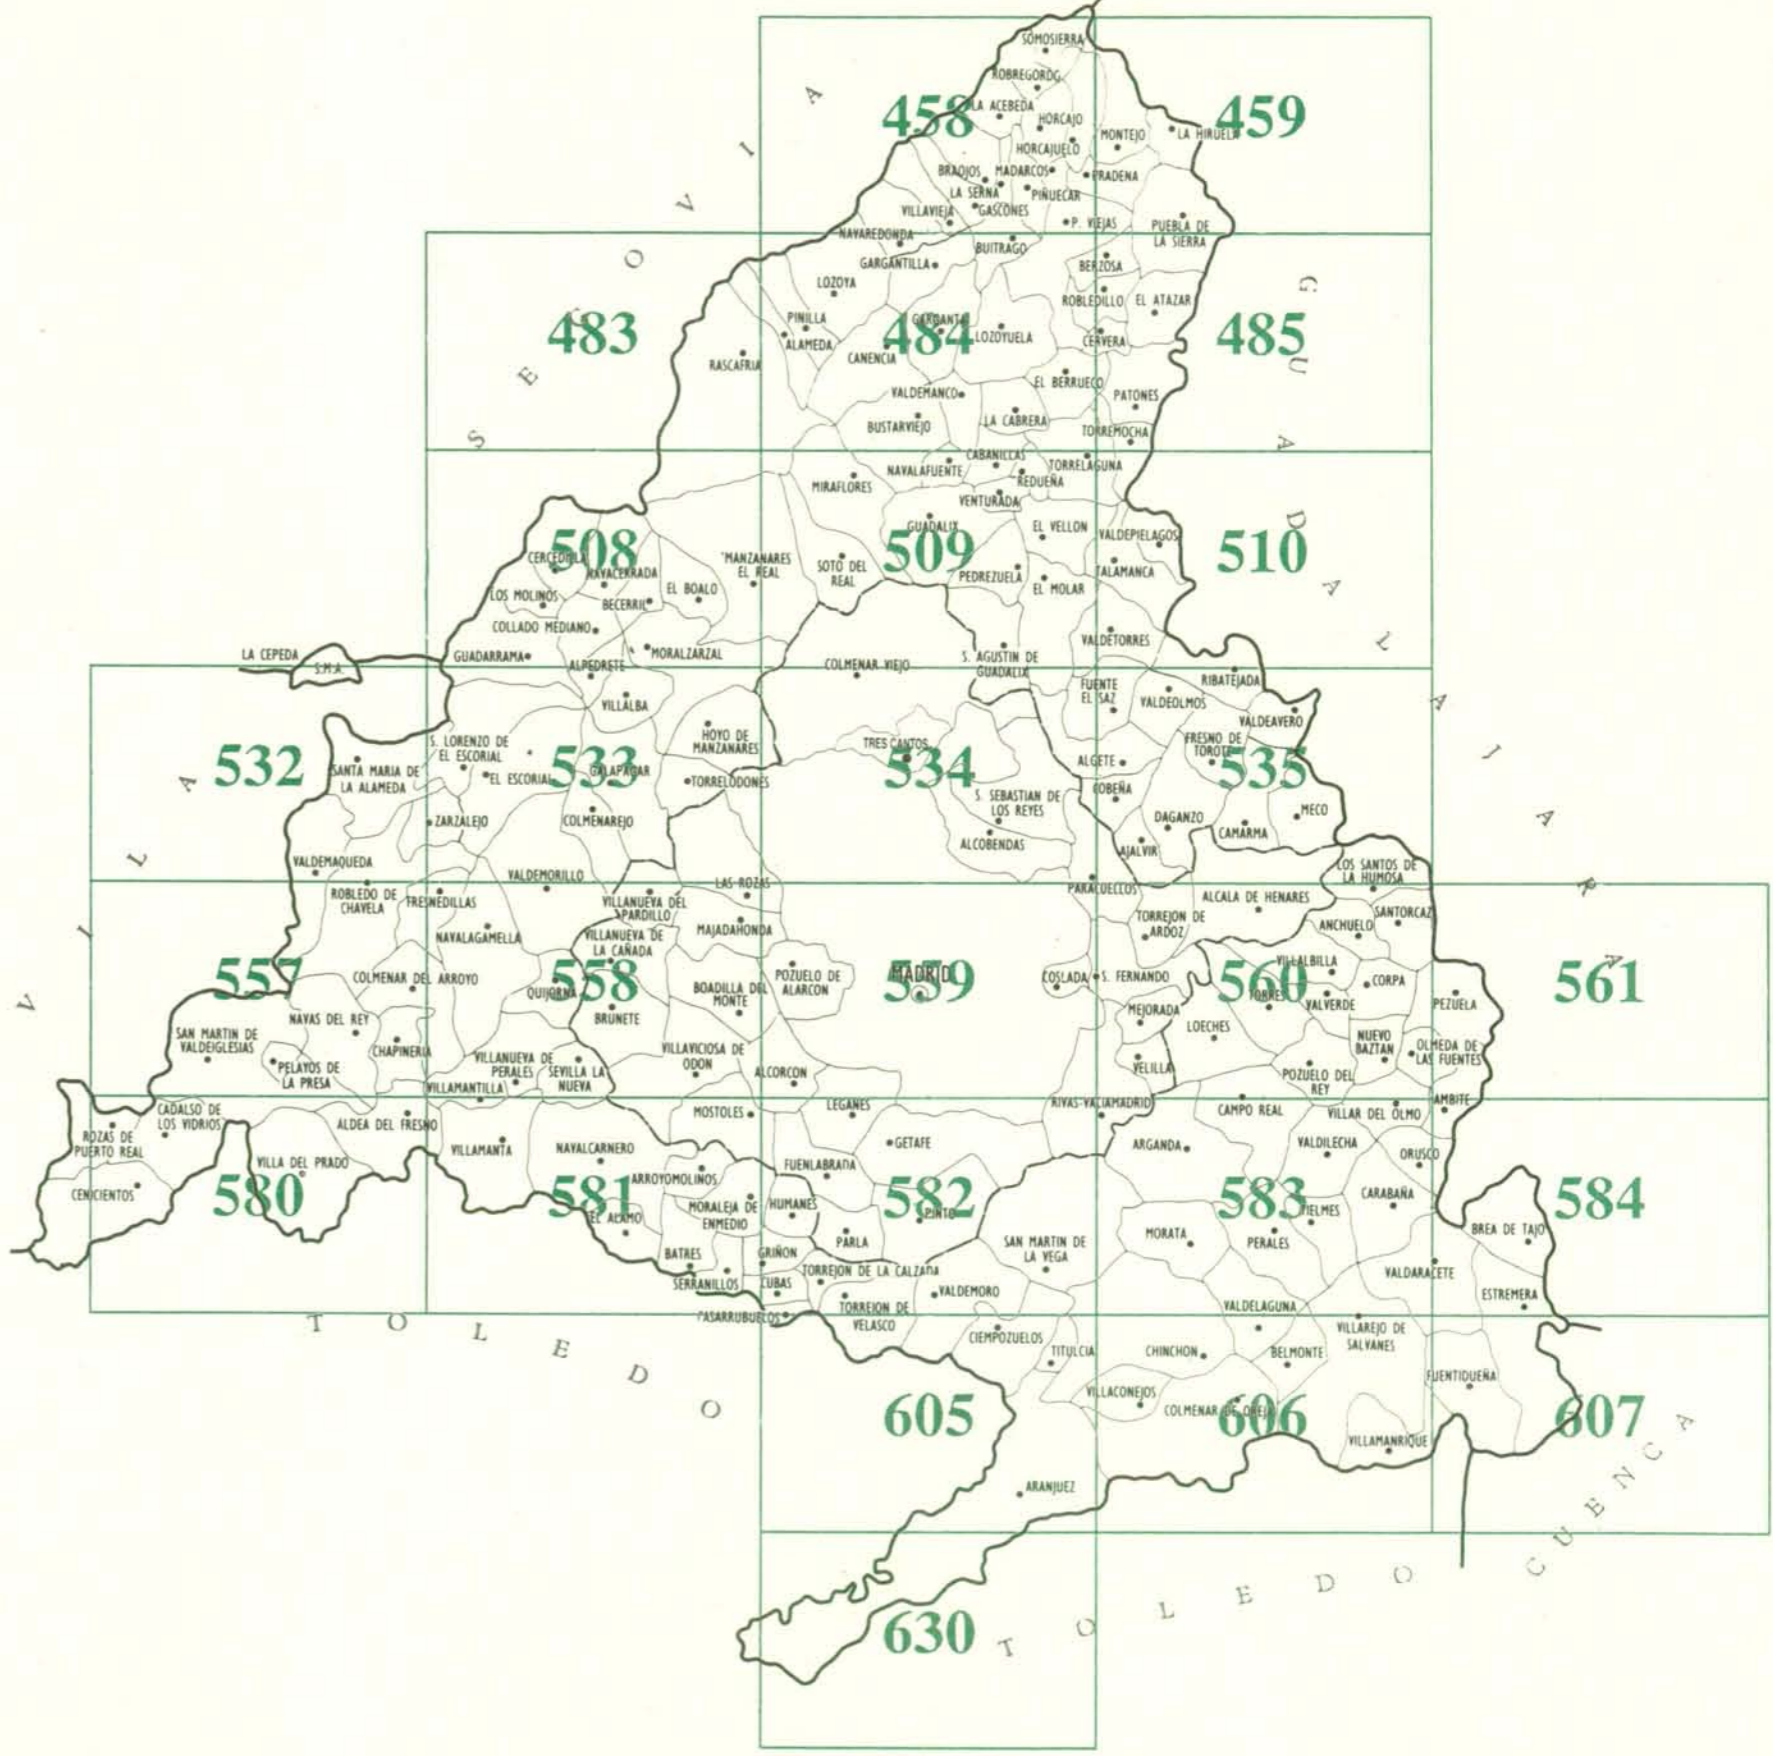 SOMOSIERRA
ROBREGORDO
458
LA ACEBEDA
459
HORCAJO
MONTEJO
LA HIRUELA
HORCAJUELO
BRAOJOS
MADARCOS
PRADENA
LA SERNA
PIÑUECAR
VILLAVIEJA
GASCONES
P. VIEJAS
PUEBLA DE
LA SIERRA
NAVAREDONDA
BUITRAGO
GARGANTILLA
BERZOSA
LOZOYA
ROBLEDILLO
EL ATAZAR
483
PINILLA
ALAMEDA
GARGANTA
484
LOZOYUELA
CERVERA
485
RASCAFRIA
CANENCIA
VALDEMANCO
EL BERRUECO
PATONES
BUSTARVIEJO
LA CABRERA
TORREMOCHA
NAVALAFUENTE
CABANILLAS
TORRELAGUNA
MIRAFLORES
REDUEÑA
VENTURADA
GUADALIX
EL VELLON
VALDEPIELAGOS
508
509
510
CERCEDILLA
NAVACERRADA
MANZANARES
EL REAL
SOTO DEL
REAL
PEDREZUELA
TALAMANCA
LOS MOLINOS
BECERRIL
EL BOALO
EL MOLAR
COLLADO MEDIANO
VALDETORRES
LA CEPEDA
S.M.A.
GUADARRAMA
ALPEDRETE
MORALZARZAL
COLMENAR VIEJO
S. AGUSTIN DE
GUADALIX
RIBATEJADA
FUENTE
EL SAZ
VALDEOLMOS
VILLALBA
VALDEAVERO
HOYO DE
MANZANARES
532
S. LORENZO DE
EL ESCORIAL
533
TRES CANTOS
534
FRESNO DE
TOROTE
535
SANTA MARIA DE
LA ALAMEDA
EL ESCORIAL
GALAPAGAR
TORRELODONES
ALGETE
COBEÑA
ZARZALEJO
COLMENAREJO
S. SEBASTIAN DE
LOS REYES
DAGANZO
CAMARMA
MECO
ALCOBENDAS
AJALVIR
VALDEMAQUEDA
VALDEMORILLO
LAS ROZAS
PARACUELLOS
LOS SANTOS DE
LA HUMOSA
ROBLEDO DE
CHAVELA
FRESNEDILLAS
VILLANUEVA DEL
PARDILLO
ALCALA DE HENARES
NAVALAGAMELLA
VILLANUEVA DE
LA CAÑADA
MAJADAHONDA
TORREJON DE
ARDOZ
ANCHUELO
SANTORCAZ
557
COLMENAR DEL ARROYO
558
QUIJORNA
BOADILLA DEL
MONTE
POZUELO DE
ALARCON
MADRID
559
COSLADA
S. FERNANDO
560
VILLALBILLA
TORRES
VALVERDE
CORPA
PEZUELA
561
BRUNETE
MEJORADA
LOECHES
NAVAS DEL REY
SAN MARTIN DE
VALDEIGLESIAS
CHAPINERIA
PELAYOS DE
LA PRESA
VILLANUEVA DE
PERALES
SEVILLA LA
NUEVA
VILLAVICIOSA DE
ODON
ALCORCON
VELILLA
POZUELO DEL
REY
NUEVO
BAZTAN
OLMEDA DE
LAS FUENTES
VILLAMANTILLA
CADALSO DE
LOS VIDRIOS
ALDEA DEL FRESNO
MOSTOLES
LEGANES
RIVAS-VACIAMADRID
CAMPO REAL
VILLAR DEL OLMO
AMBITE
ROZAS DE
PUERTO REAL
VILLA DEL PRADO
VILLAMANTA
NAVALCARNERO
GETAFE
ARGANDA
VALDILECHA
ORUSCO
CENICIENTOS
580
581
ARROYOMOLINOS
FUENLABRADA
582
583
584
EL ALAMO
MORALEJA DE
ENMEDIO
HUMANES
PINTO
TIELMES
CARABAÑA
BREA DE TAJO
BATRES
GRIÑON
PARLA
SAN MARTIN DE
LA VEGA
MORATA
PERALES
SERRANILLOS
CUBAS
TORREJON DE LA CALZADA
VALDEMORO
VALDARACETE
ESTREMERA
CASARRUBUELOS
TORREJON DE
VELASCO
CIEMPOZUELOS
VALDELAGUNA
VILLAREJO DE
SALVANES
TITULCIA
CHINCHON
BELMONTE
FUENTIDUEÑA
VILLACONEJOS
605
COLMENAR DE OREJA
606
607
VILLAMANRIQUE
ARANJUEZ
630
SEGOVIA
GUADALAJARA
AVILA
TOLEDO
TOLEDO
CUENCA